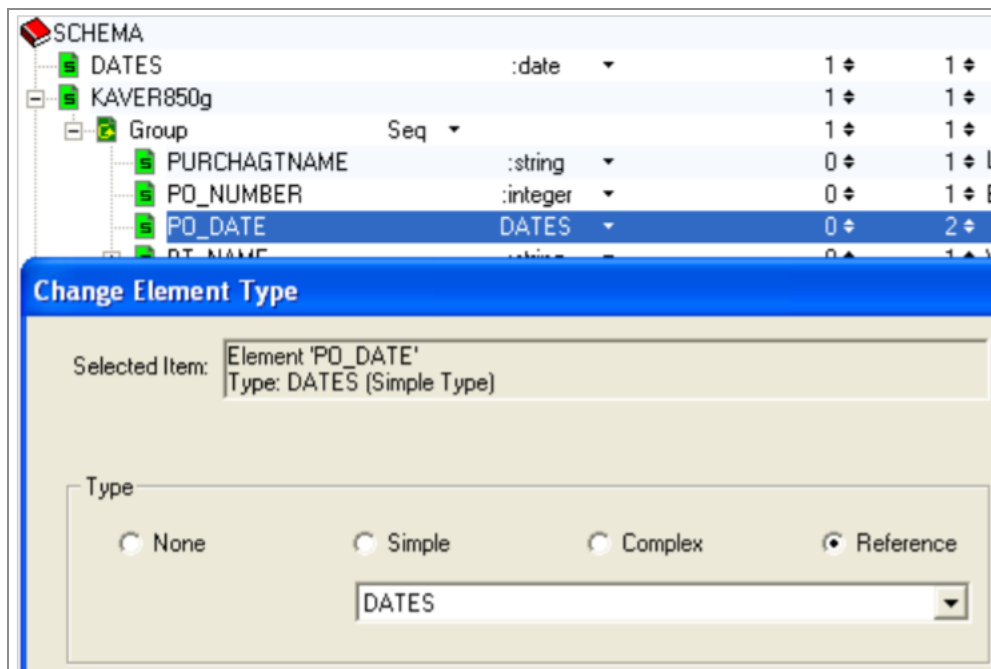 SCHEMA
DATES :date 1 1
KAVER850g 1 1
Group Seq 1 1
PURCHAGTNAME :string 0 1
PO_NUMBER :integer 0 1
PO_DATE DATES 0 2
Change Element Type
Selected Item: Element 'PO_DATE'
Type: DATES (Simple Type)
Type
None Simple Complex Reference
DATES